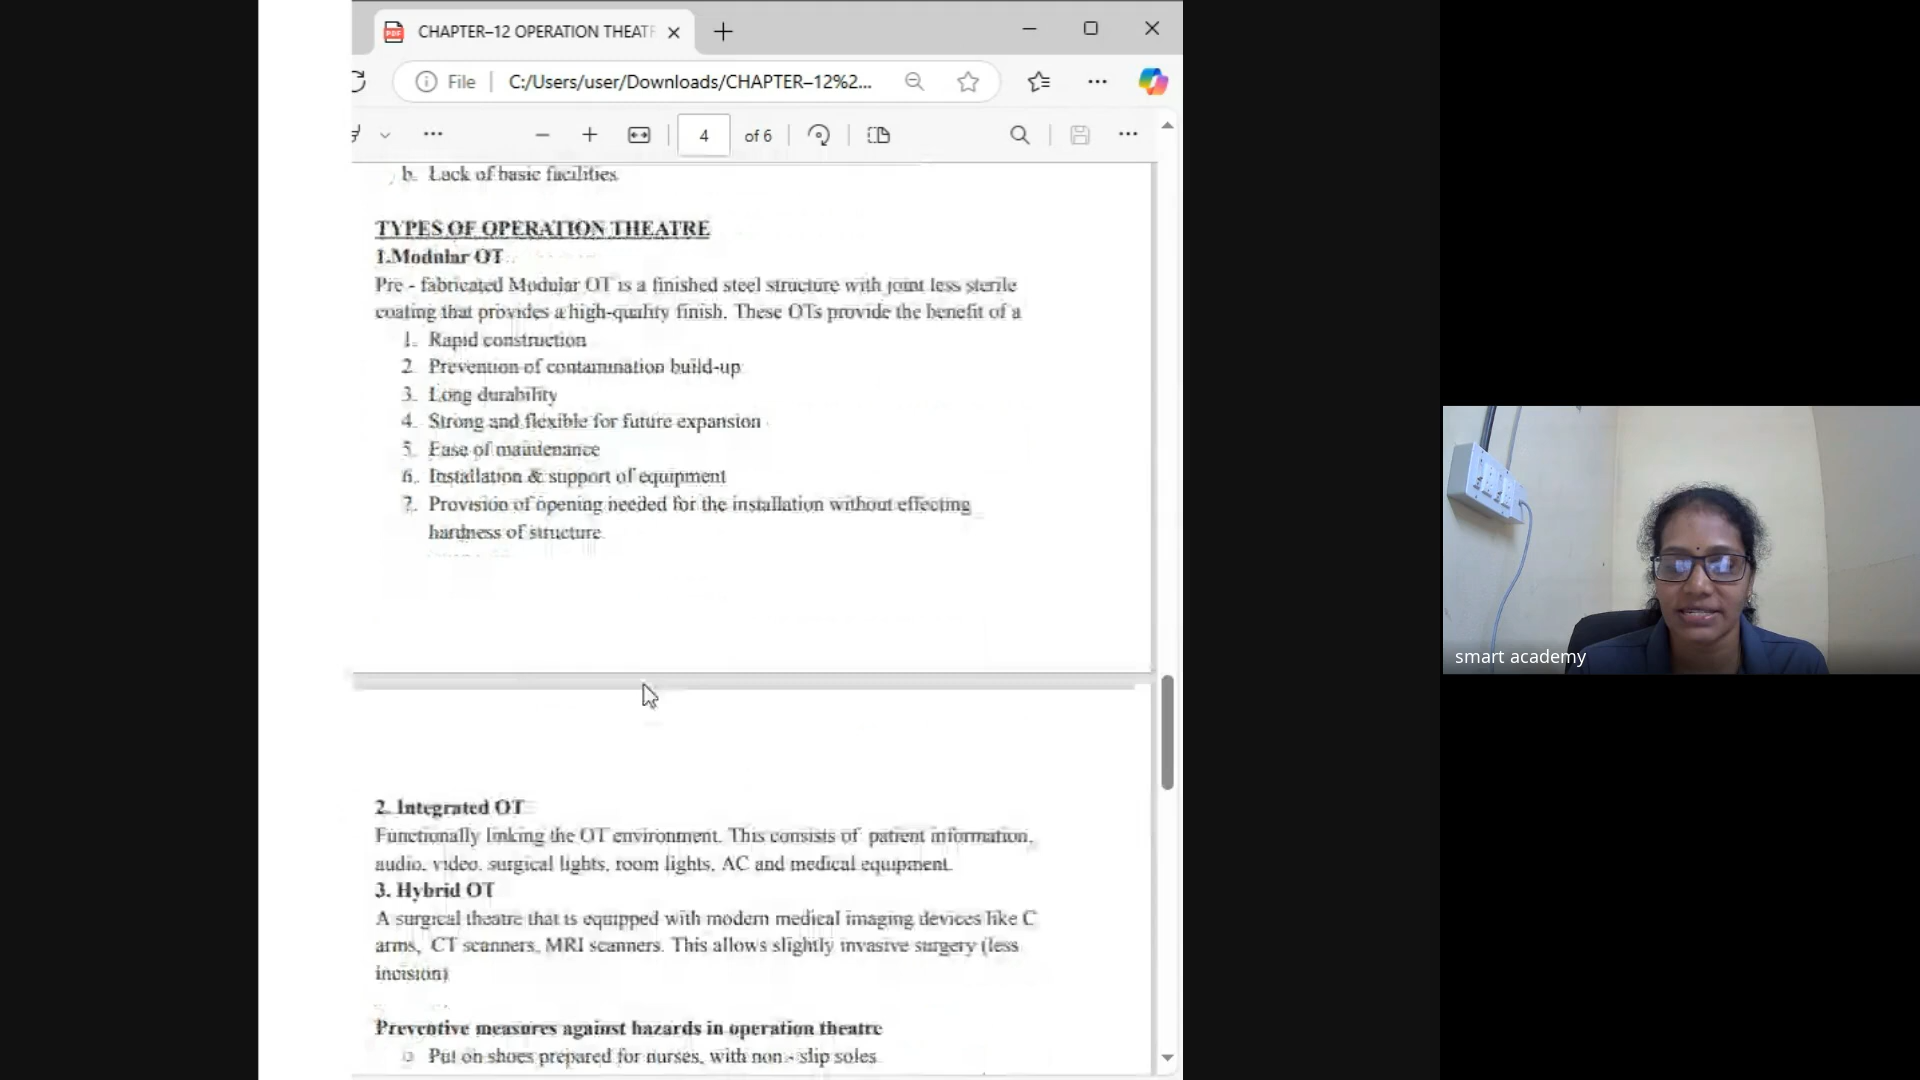 CHAPTER–12 OPERATION THEATR
File
C:/Users/user/Downloads/CHAPTER–12%2...
4 of 6
b. Lack of basic facilities
TYPES OF OPERATION THEATRE
1.Modular OT
Pre - fabricated Modular OT is a finished steel structure with joint less sterile
coating that provides a high-quality finish. These OTs provide the benefit of a
1. Rapid construction
2. Prevention of contamination build-up
3. Long durability
4. Strong and flexible for future expansion
5. Ease of maintenance
6. Installation & support of equipment
7. Provision of opening needed for the installation without effecting
hardness of structure
smart academy
2. Integrated OT
Functionally linking the OT environment. This consists of patient information,
audio, video, surgical lights, room lights, AC and medical equipment.
3. Hybrid OT
A surgical theatre that is equipped with modern medical imaging devices like C
arms, CT scanners, MRI scanners. This allows slightly invasive surgery (less
incision)
Preventive measures against hazards in operation theatre
o Put on shoes prepared for nurses, with non - slip soles